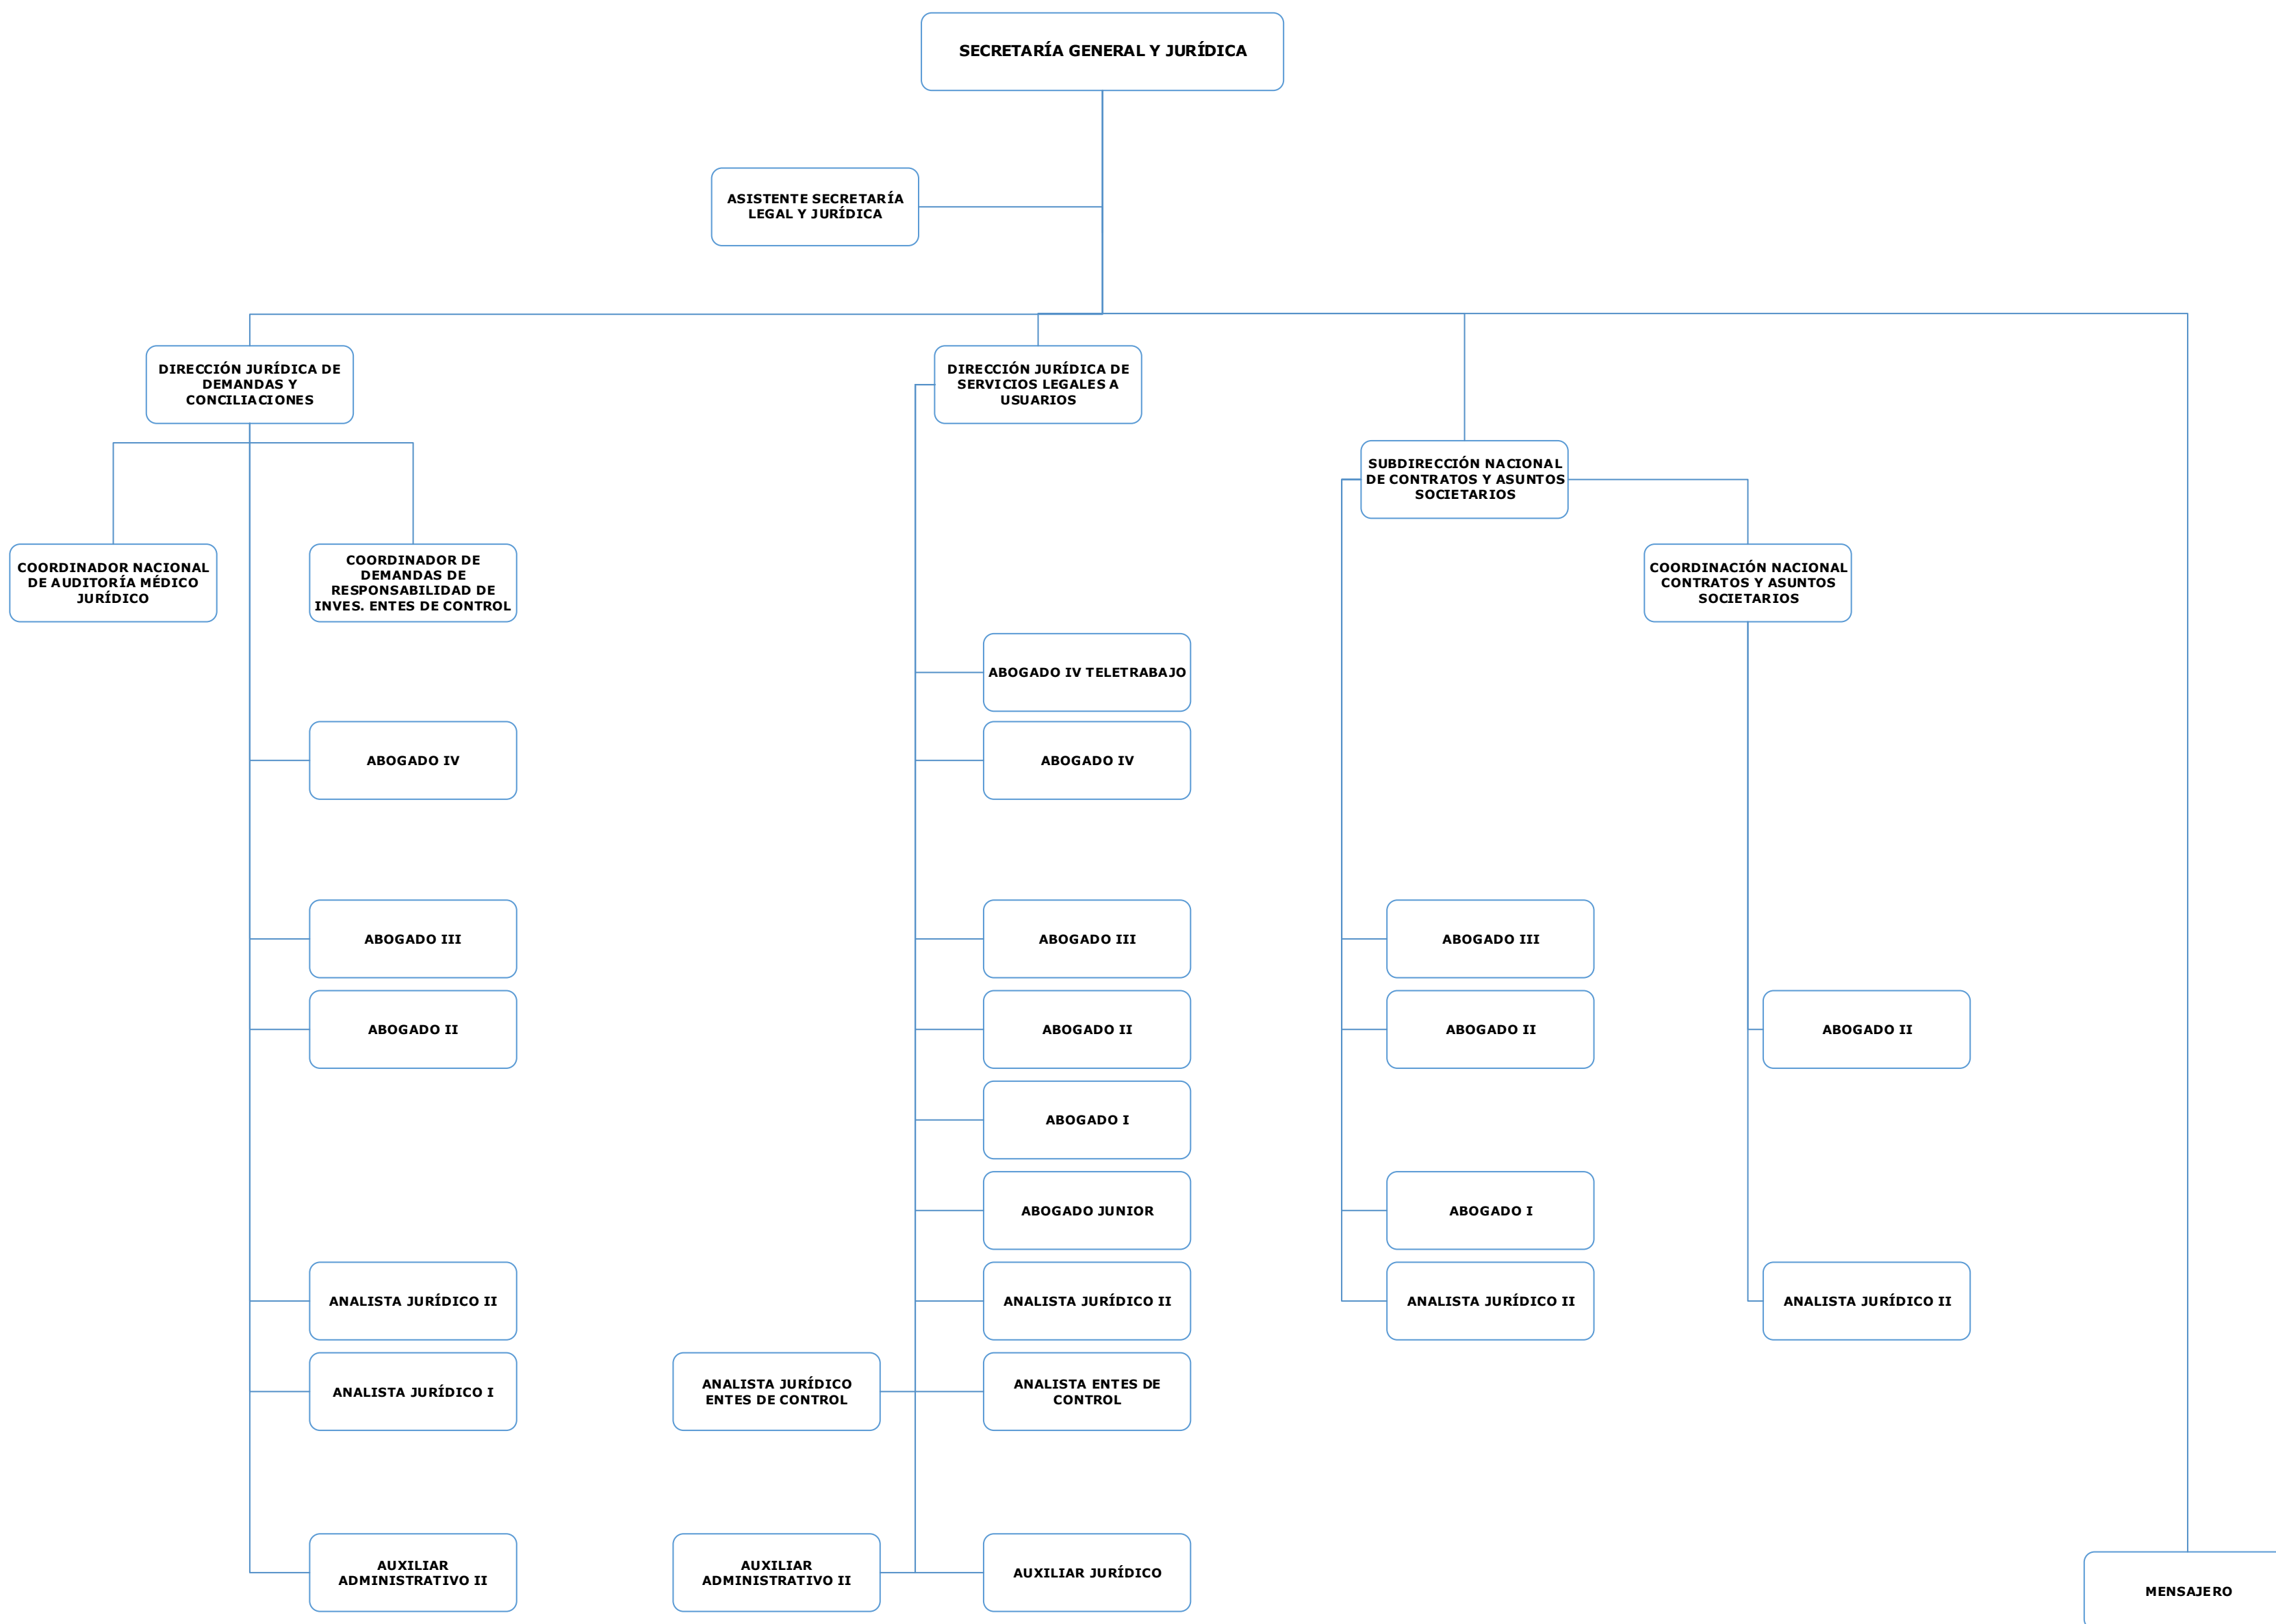 SECRETARÍA GENERAL Y JURÍDICA
ASISTENTE SECRETARÍA
LEGAL Y JURÍDICA
DIRECCIÓN JURÍDICA DE
DEMANDAS Y
CONCILIACIONES
DIRECCIÓN JURÍDICA DE
SERVICIOS LEGALES A
USUARIOS
SUBDIRECCIÓN NACIONAL
DE CONTRATOS Y ASUNTOS
SOCIETARIOS
COORDINADOR NACIONAL
DE AUDITORÍA MÉDICO
JURÍDICO
COORDINADOR DE
DEMANDAS DE
RESPONSABILIDAD DE
INVES. ENTES DE CONTROL
COORDINACIÓN NACIONAL
CONTRATOS Y ASUNTOS
SOCIETARIOS
ABOGADO IV TELETRABAJO
ABOGADO IV
ABOGADO IV
ABOGADO III
ABOGADO III
ABOGADO III
ABOGADO II
ABOGADO II
ABOGADO II
ABOGADO II
ABOGADO I
ABOGADO JUNIOR
ABOGADO I
ANALISTA JURÍDICO II
ANALISTA JURÍDICO II
ANALISTA JURÍDICO II
ANALISTA JURÍDICO II
ANALISTA JURÍDICO I
ANALISTA JURÍDICO
ENTES DE CONTROL
ANALISTA ENTES DE
CONTROL
AUXILIAR
ADMINISTRATIVO II
AUXILIAR
ADMINISTRATIVO II
AUXILIAR JURÍDICO
MENSAJERO